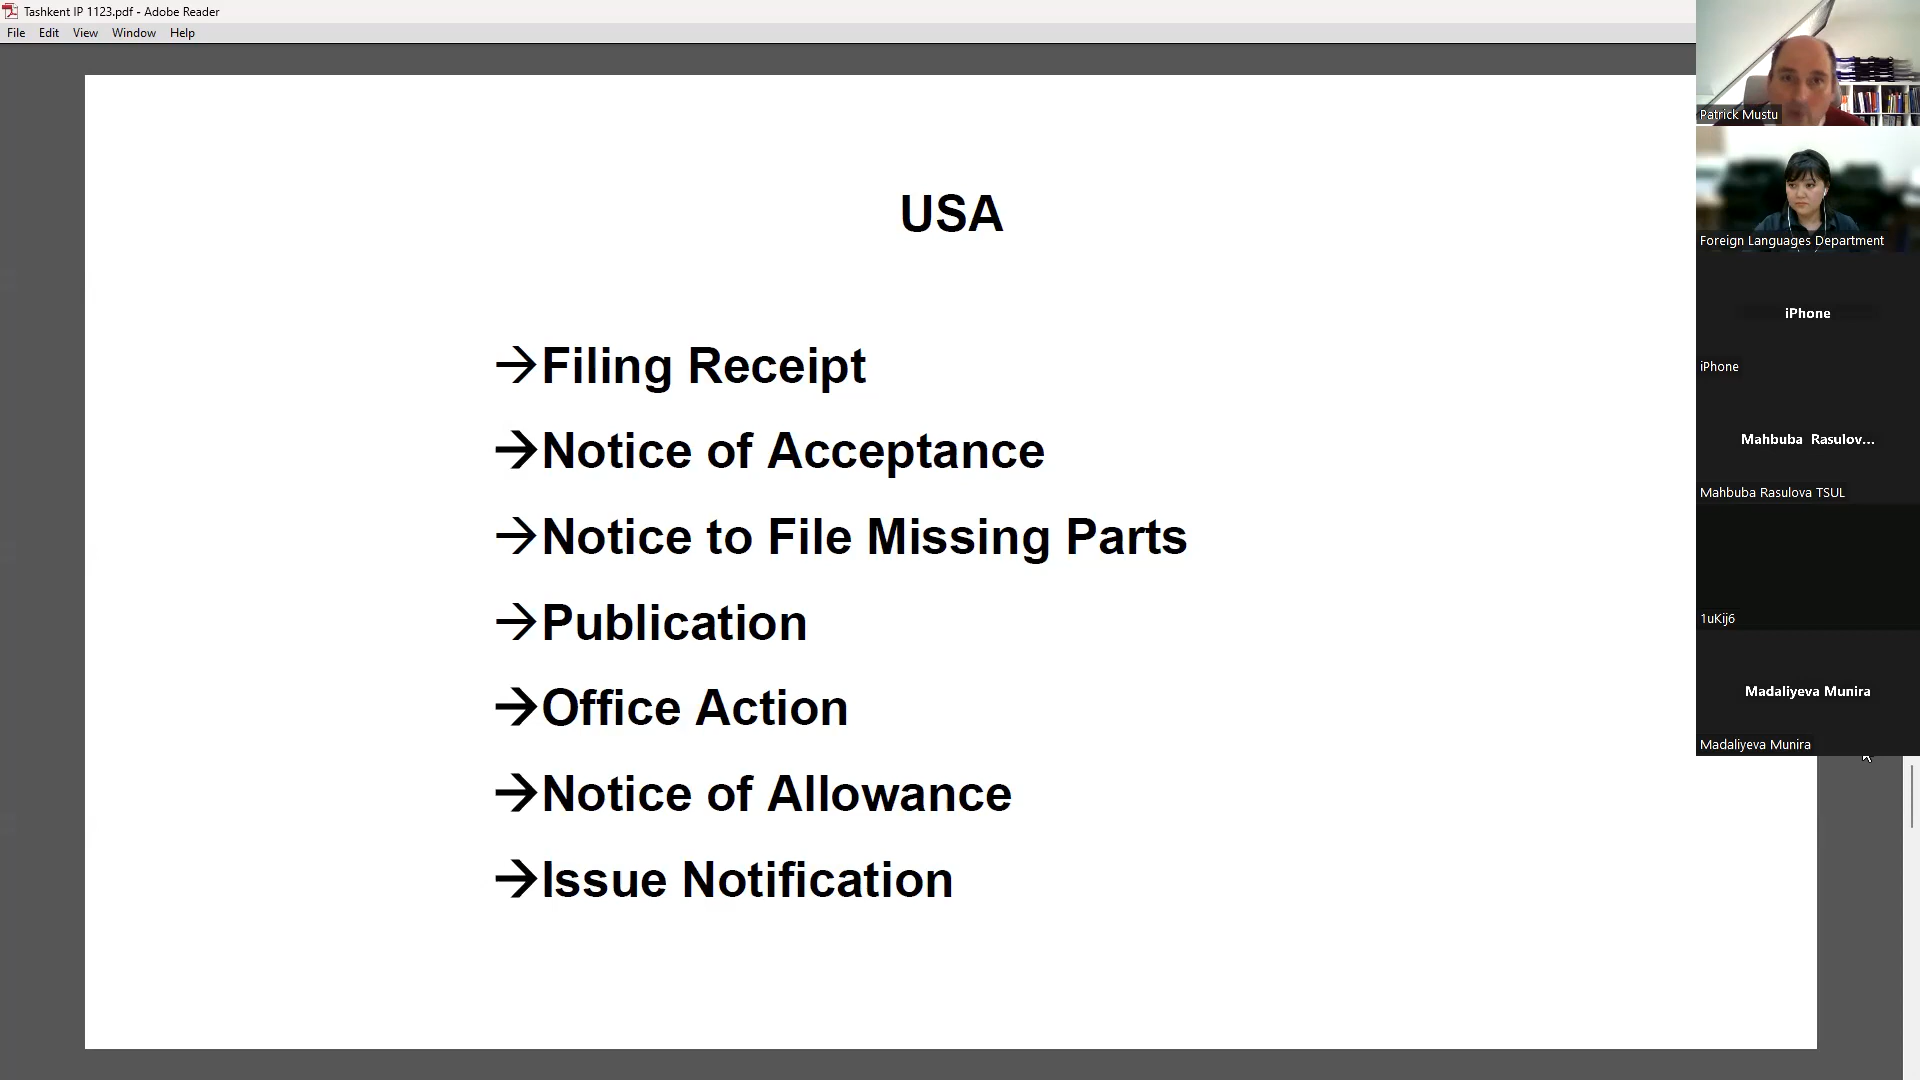 Tashkent IP 1123.pdf - Adobe Reader
File Edit View Window Help
USA
→Filing Receipt
→Notice of Acceptance
→Notice to File Missing Parts
→Publication
→Office Action
→Notice of Allowance
→Issue Notification
Patrick Mustu
Foreign Languages Department
iPhone
iPhone
Mahbuba Rasulov...
Mahbuba Rasulova TSUL
1uKij6
Madaliyeva Munira
Madaliyeva Munira